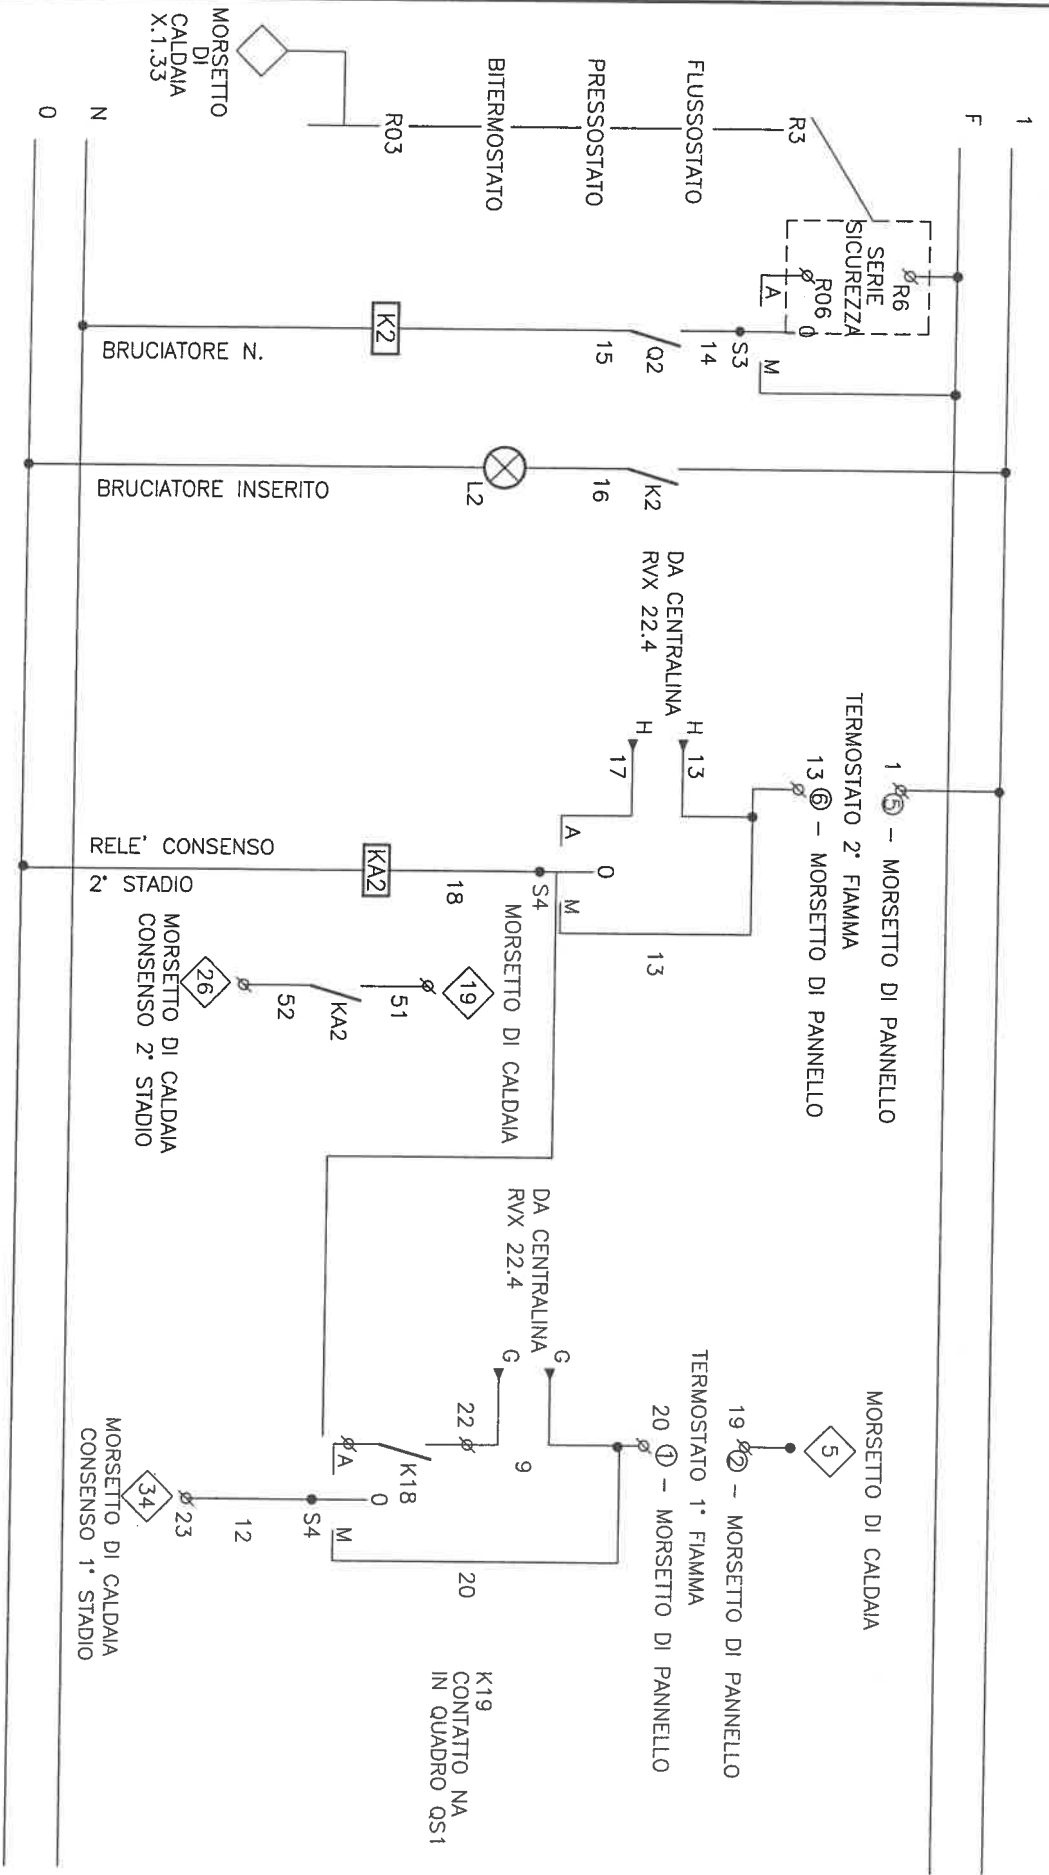 1
F
R3
FLUSSOSTATO
PRESSOSTATO
BITERMOSTATO
R03
MORSETTO
DI
CALDAIA
X.1.33
N
0
R6
SERIE
SICUREZZA
R06
A
0
M
S3
14
Q2
15
K2
BRUCIATORE N.
K2
16
L2
BRUCIATORE INSERITO
DA CENTRALINA
RVX 22.4
H
13
H
17
1 5 – MORSETTO DI PANNELLO
TERMOSTATO 2° FIAMMA
13 6 – MORSETTO DI PANNELLO
A
0
M
13
S4
18
KA2
RELE' CONSENSO
2° STADIO
MORSETTO DI CALDAIA
19
51
KA2
52
26
MORSETTO DI CALDAIA
CONSENSO 2° STADIO
DA CENTRALINA
RVX 22.4
G
G
MORSETTO DI CALDAIA
5
19 2 – MORSETTO DI PANNELLO
TERMOSTATO 1° FIAMMA
20 1 – MORSETTO DI PANNELLO
9
22
K18
A
0
M
20
S4
12
23
34
MORSETTO DI CALDAIA
CONSENSO 1° STADIO
K19
CONTATTO NA
IN QUADRO QS1